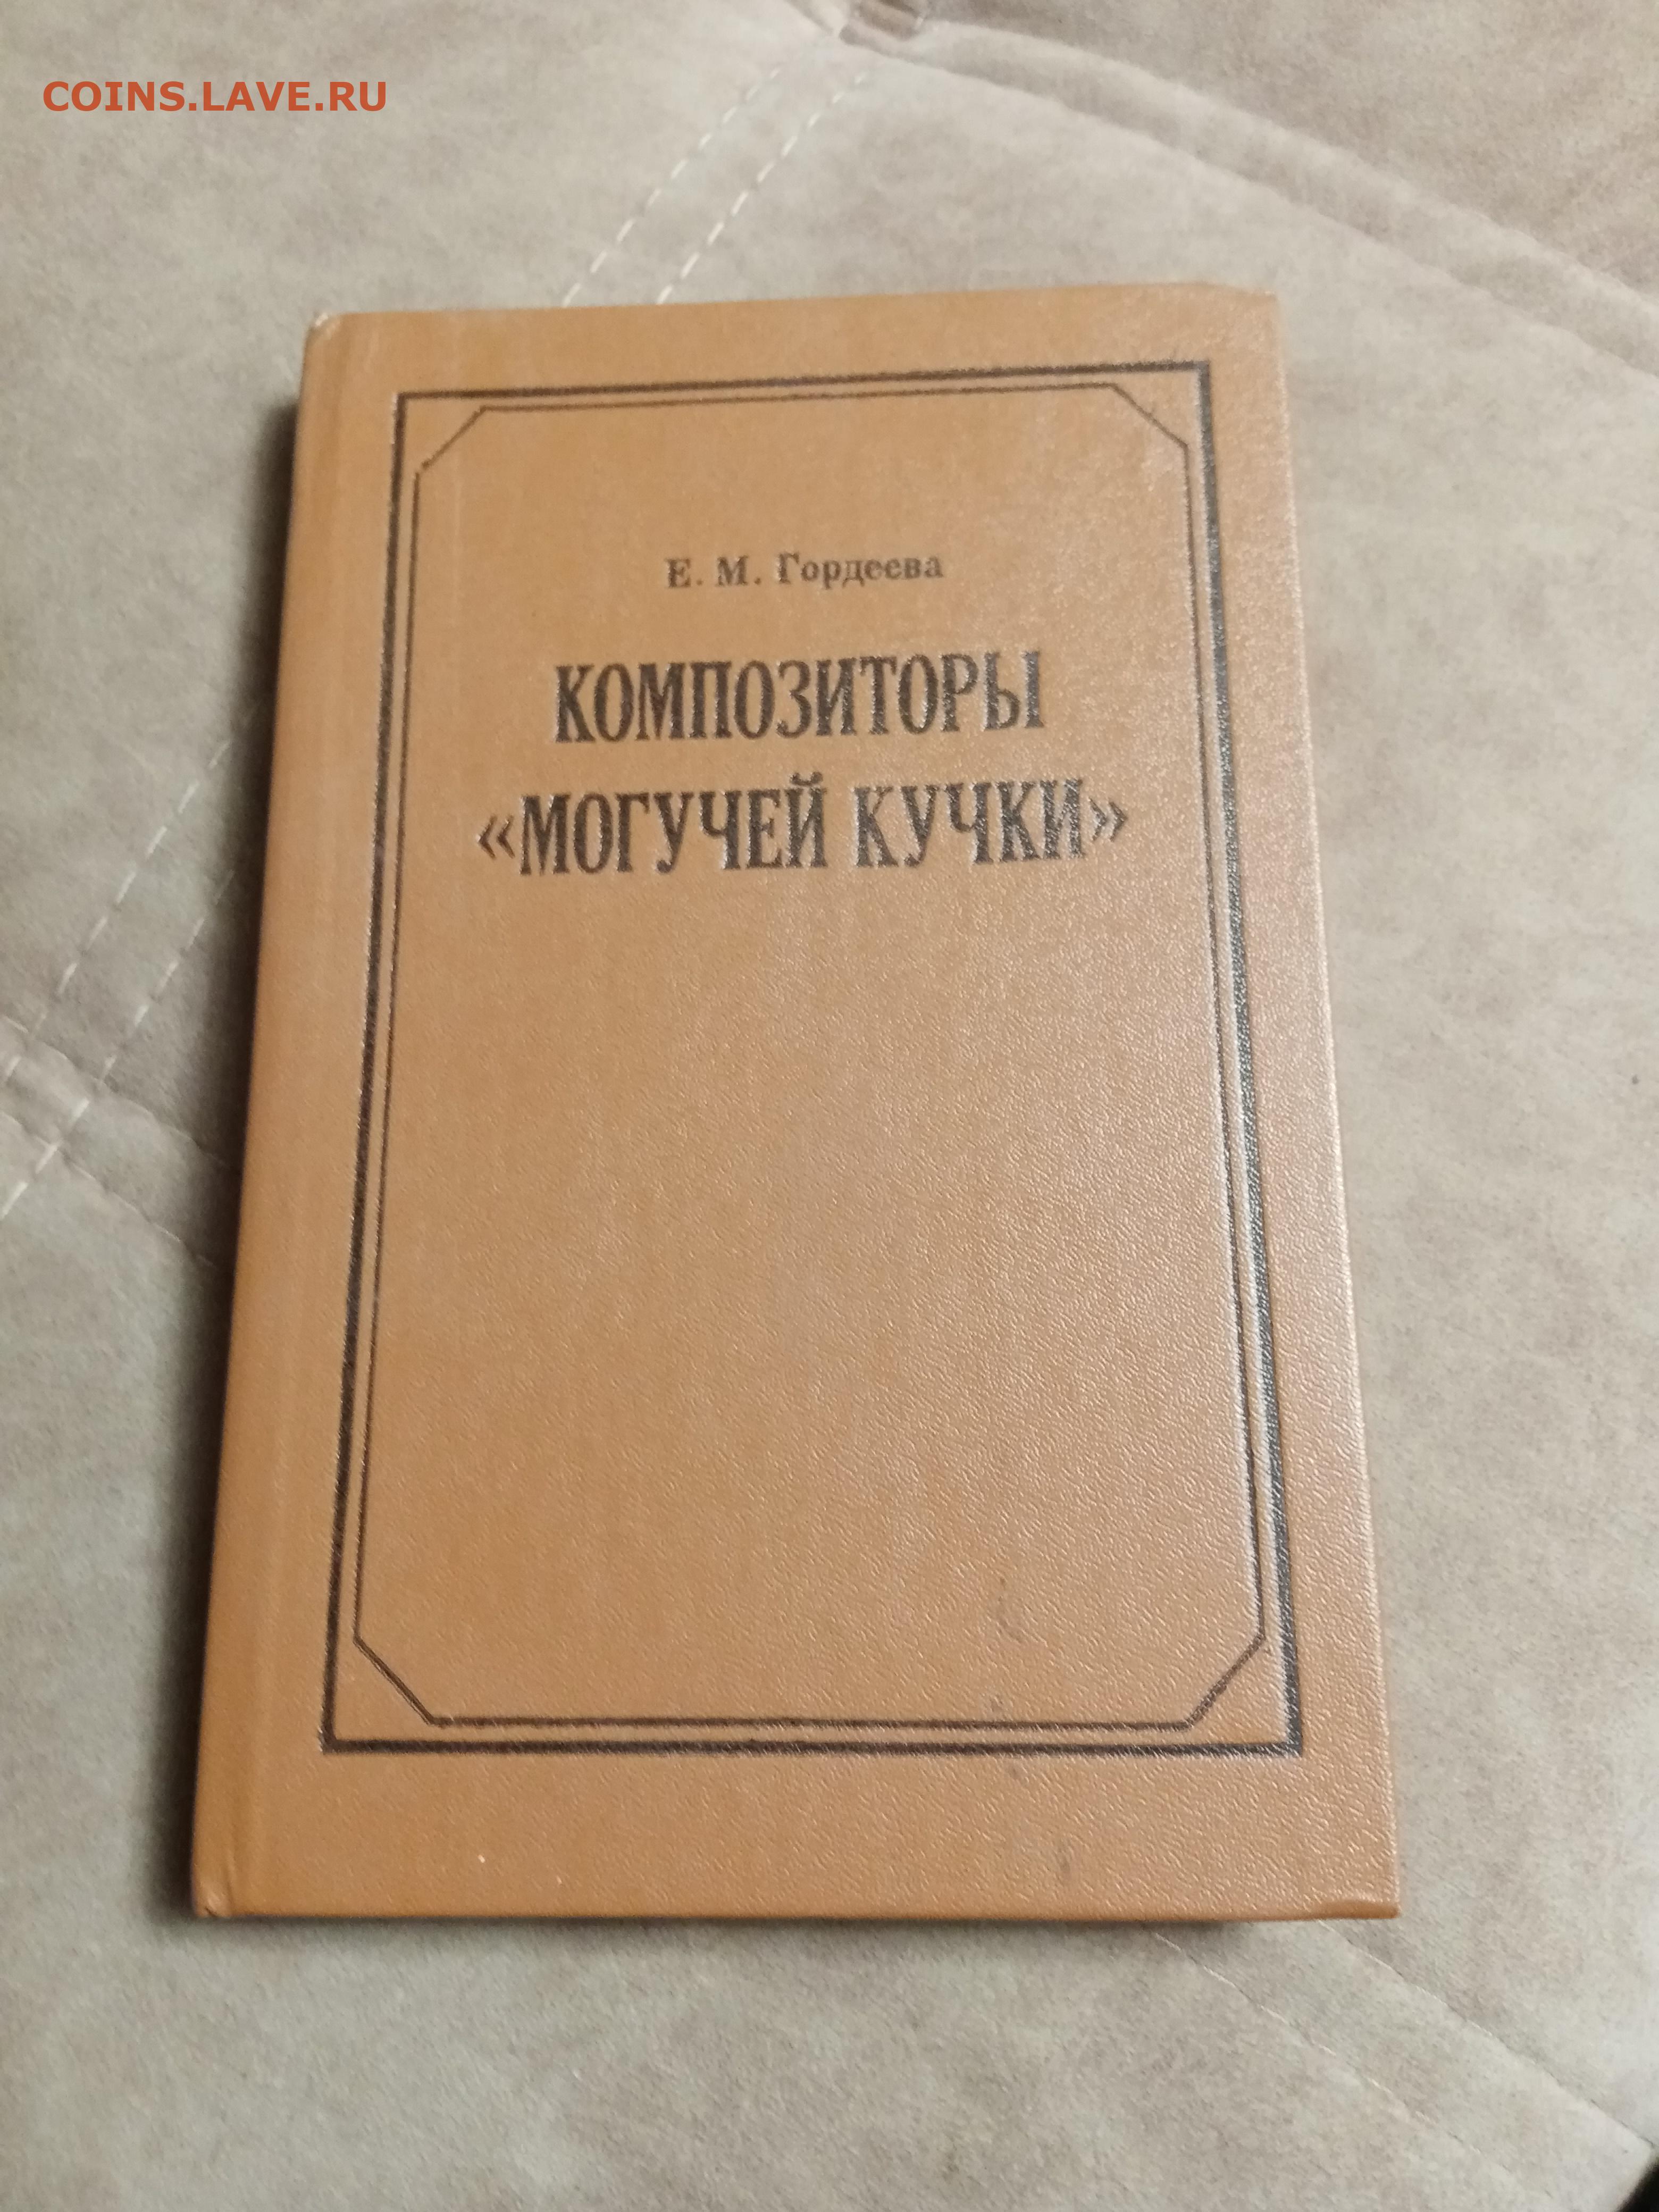 COINS.LAVE.RU
Е. М. Гордеева
КОМПОЗИТОРЫ
«МОГУЧЕЙ КУЧКИ»